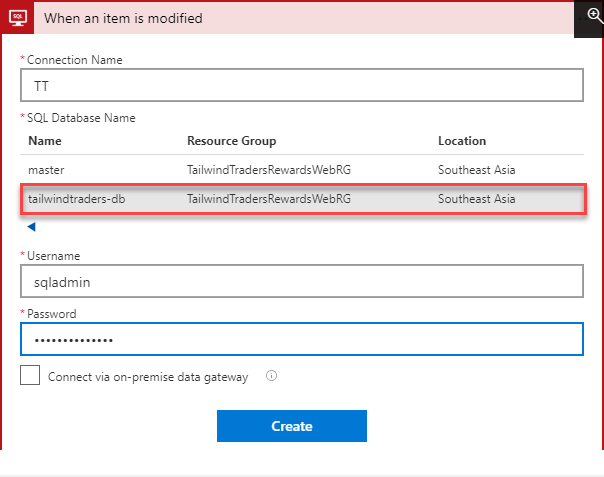 SQL When an item is modified
* Connection Name
TT
* SQL Database Name
Name Resource Group Location
master TailwindTradersRewardsWebRG Southeast Asia
tailwindtraders-db TailwindTradersRewardsWebRG Southeast Asia
* Username
sqladmin
* Password
••••••••••••••
Connect via on-premise data gateway
Create